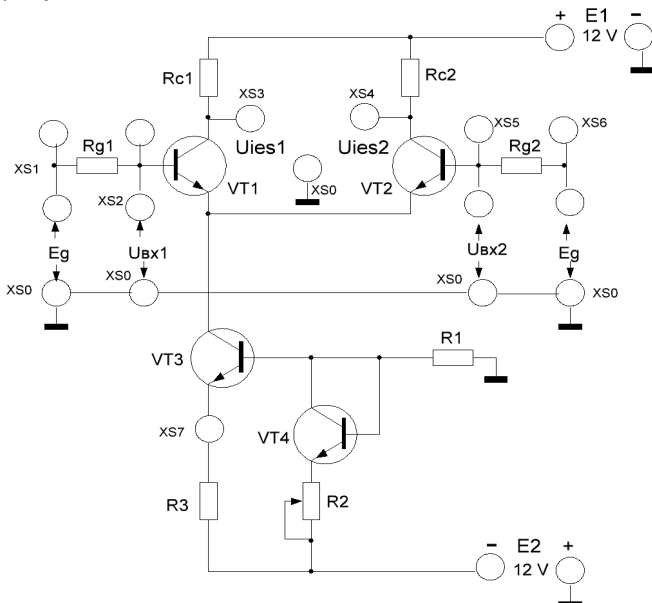 + E1 -
12 V
Rc1
Rc2
XS3
XS4
Rg1
Uies1
Uies2
XS5
XS6
Rg2
XS1
XS2
VT1
XS0
VT2
Eg
Uвх1
Uвх2
Eg
XS0
XS0
XS0
XS0
R1
VT3
XS7
VT4
R3
R2
- E2 +
12 V